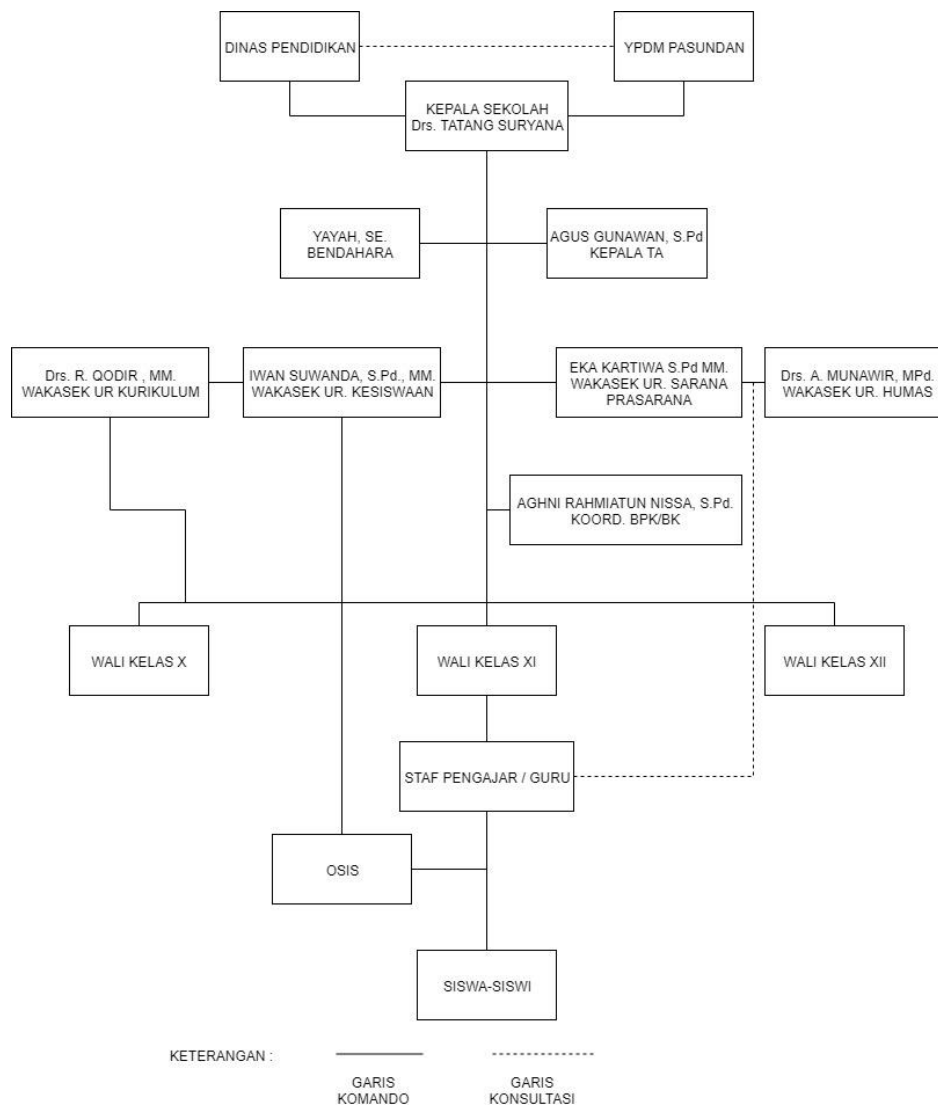 DINAS PENDIDIKAN
YPDM PASUNDAN
KEPALA SEKOLAH
Drs. TATANG SURYANA
YAYAH, SE.
BENDAHARA
AGUS GUNAWAN, S.Pd
KEPALA TA
Drs. R. QODIR , MM.
WAKASEK UR KURIKULUM
IWAN SUWANDA, S.Pd., MM.
WAKASEK UR. KESISWAAN
EKA KARTIWA S.Pd MM.
WAKASEK UR. SARANA
PRASARANA
Drs. A. MUNAWIR, MPd.
WAKASEK UR. HUMAS
AGHNI RAHMIATUN NISSA, S.Pd.
KOORD. BPK/BK
WALI KELAS X
WALI KELAS XI
WALI KELAS XII
STAF PENGAJAR / GURU
OSIS
SISWA-SISWI
KETERANGAN :
GARIS
KOMANDO
GARIS
KONSULTASI